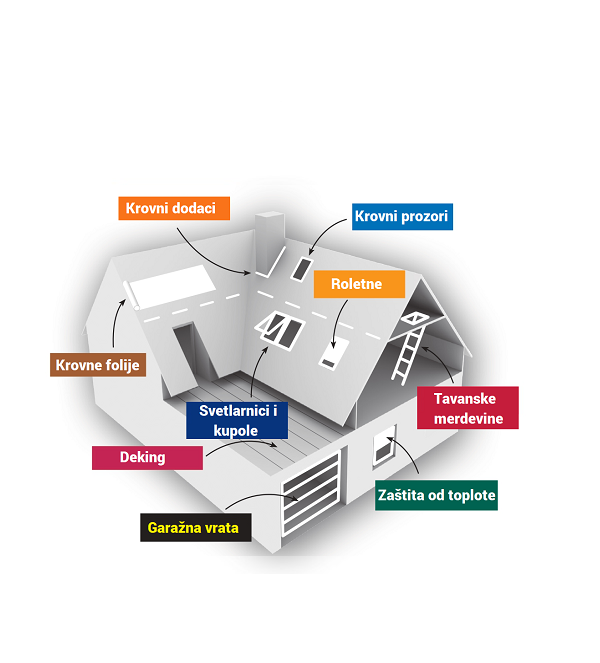 Krovni dodaci
Krovni prozori
Roletne
Krovne folije
Tavanske
merdevine
Svetlarnici i
kupole
Deking
Zaštita od toplote
Garažna vrata